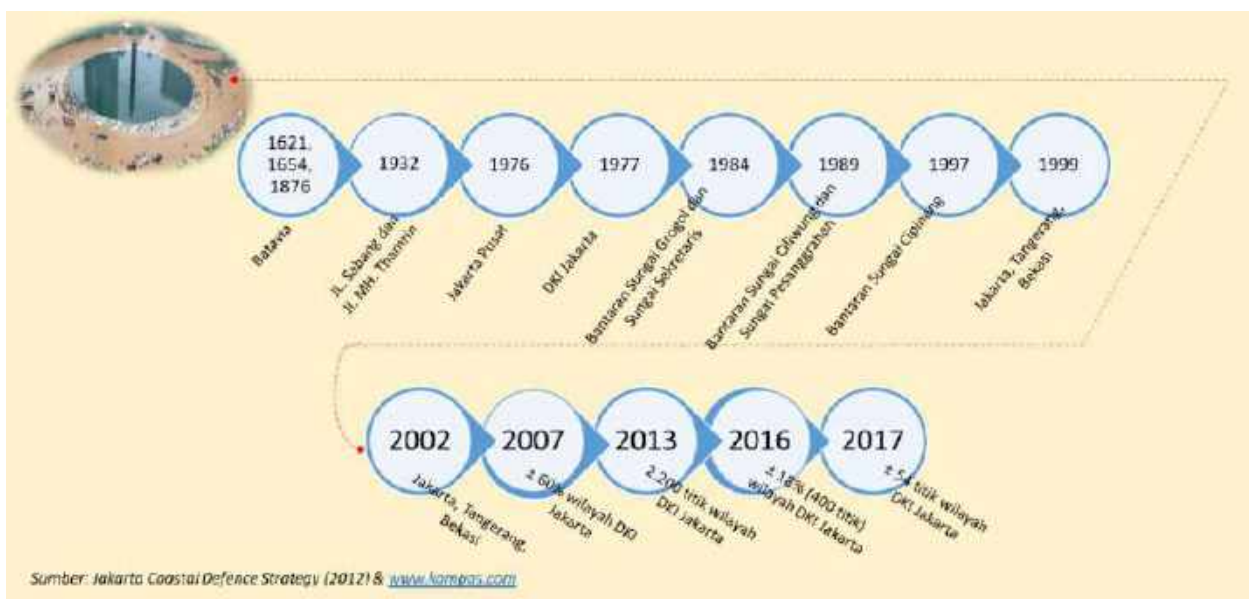 1621,
1654,
1876
1932
1976
1977
1984
1989
1997
1999
Batavia
JL. Sabang dan
Jl. MH. Thamrin
Jakarta Pusat
DKI Jakarta
Bantaran Sungai Grogol dan
Sungai Sekretaris
Bantaran Sungai Ciliwung dan
Sungai Pesanggrahan
Bantaran Sungai Cipinang
Jakarta, Tangerang,
Bekasi
2002
2007
2013
2016
2017
Jakarta, Tangerang,
Bekasi
± 60% wilayah DKI
Jakarta
2.200 titik wilayah
DKI Jakarta
± 18% (400 titik)
wilayah DKI Jakarta
± 54 titik wilayah
DKI Jakarta
Sumber: Jakarta Coastal Defence Strategy (2012) & www.kompas.com